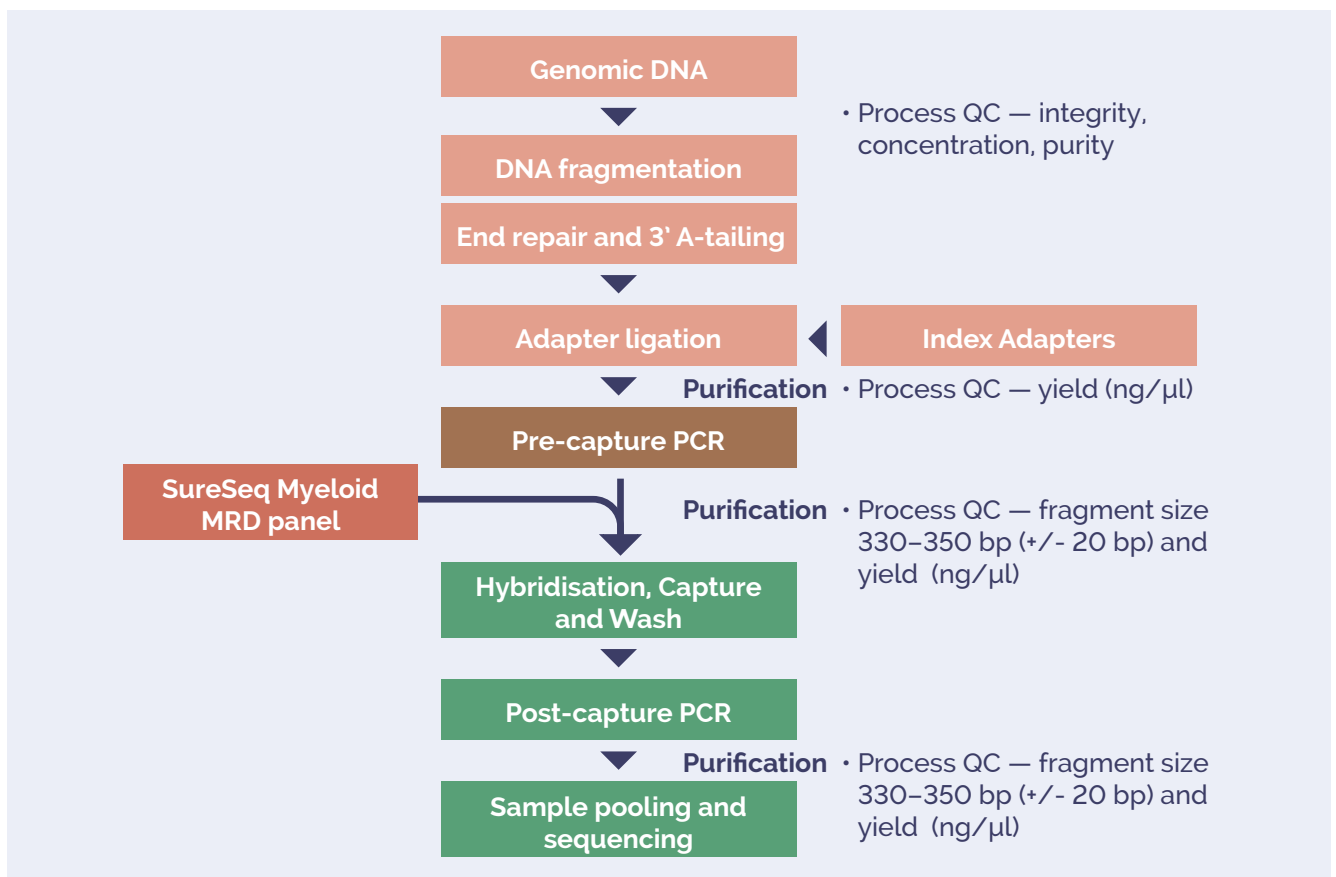 Genomic DNA
• Process QC — integrity,
concentration, purity
DNA fragmentation
End repair and 3’ A-tailing
Adapter ligation
Index Adapters
Purification • Process QC — yield (ng/µl)
Pre-capture PCR
SureSeq Myeloid
MRD panel
Purification • Process QC — fragment size
330–350 bp (+/- 20 bp) and
yield (ng/µl)
Hybridisation, Capture
and Wash
Post-capture PCR
Purification • Process QC — fragment size
330–350 bp (+/- 20 bp) and
yield (ng/µl)
Sample pooling and
sequencing